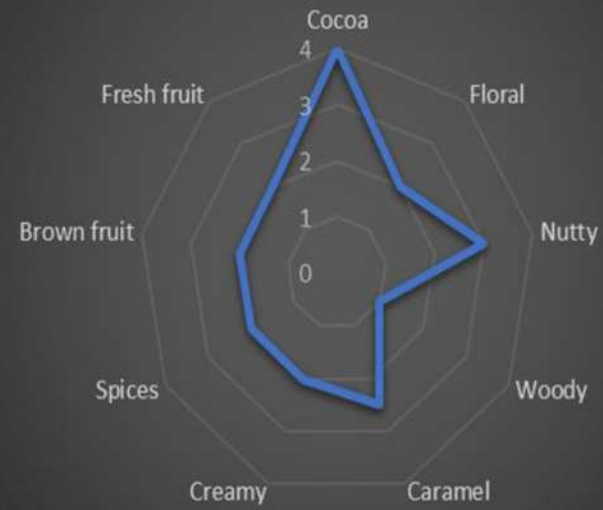 Cocoa
4
Fresh fruit
Floral
3
2
1
Brown fruit
Nutty
0
Spices
Woody
Creamy
Caramel